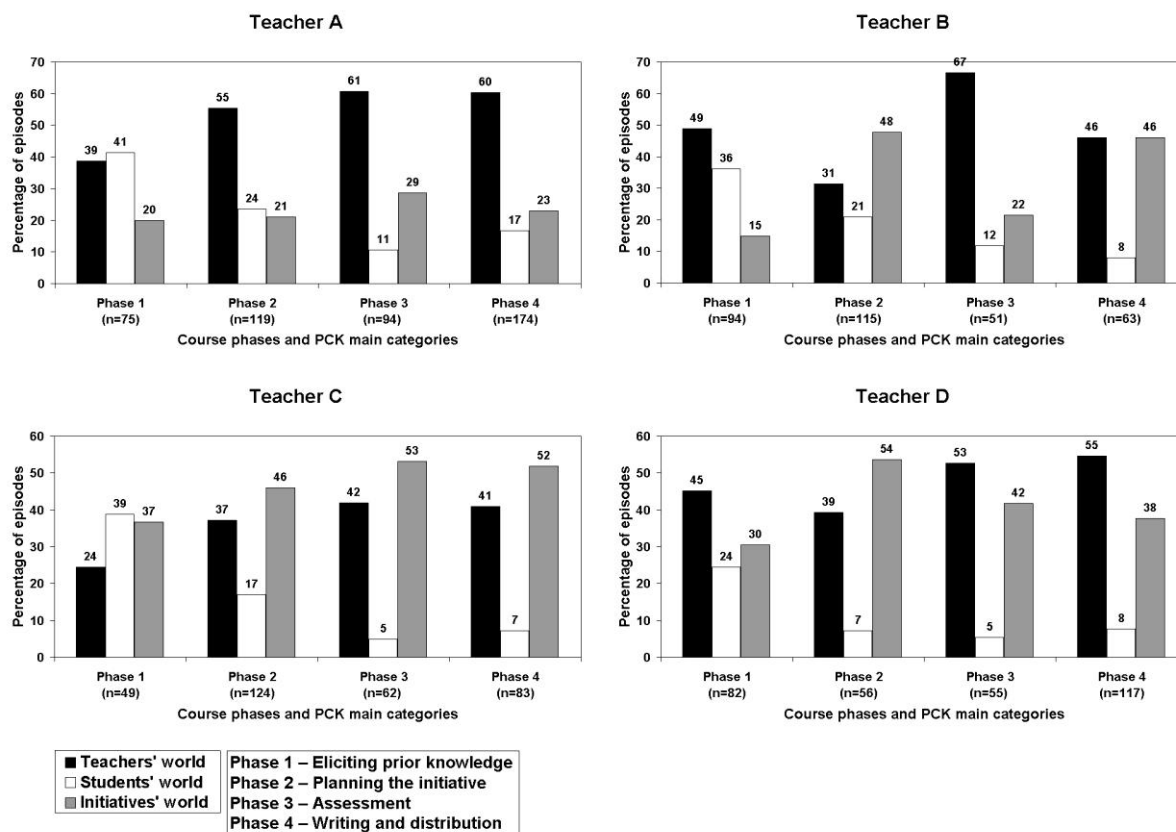 Teacher A
Percentage of episodes
70
60
50
40
30
20
10
0
39 41 20
55 24 21
61 11 29
60 17 23
Phase 1 Phase 2 Phase 3 Phase 4
(n=75) (n=119) (n=94) (n=174)
Course phases and PCK main categories
Teacher B
Percentage of episodes
70
60
50
40
30
20
10
0
49 36 15
31 21 48
67 12 22
46 8 46
Phase 1 Phase 2 Phase 3 Phase 4
(n=94) (n=115) (n=51) (n=63)
Course phases and PCK main categories
Teacher C
Percentage of episodes
60
50
40
30
20
10
0
24 39 37
37 17 46
42 5 53
41 7 52
Phase 1 Phase 2 Phase 3 Phase 4
(n=49) (n=124) (n=62) (n=83)
Course phases and PCK main categories
Teacher D
Percentage of episodes
60
50
40
30
20
10
0
45 24 30
39 7 54
53 5 42
55 8 38
Phase 1 Phase 2 Phase 3 Phase 4
(n=82) (n=56) (n=55) (n=117)
Course phases and PCK main categories
Teachers' world
Students' world
Initiatives' world
Phase 1 – Eliciting prior knowledge
Phase 2 – Planning the initiative
Phase 3 – Assessment
Phase 4 – Writing and distribution